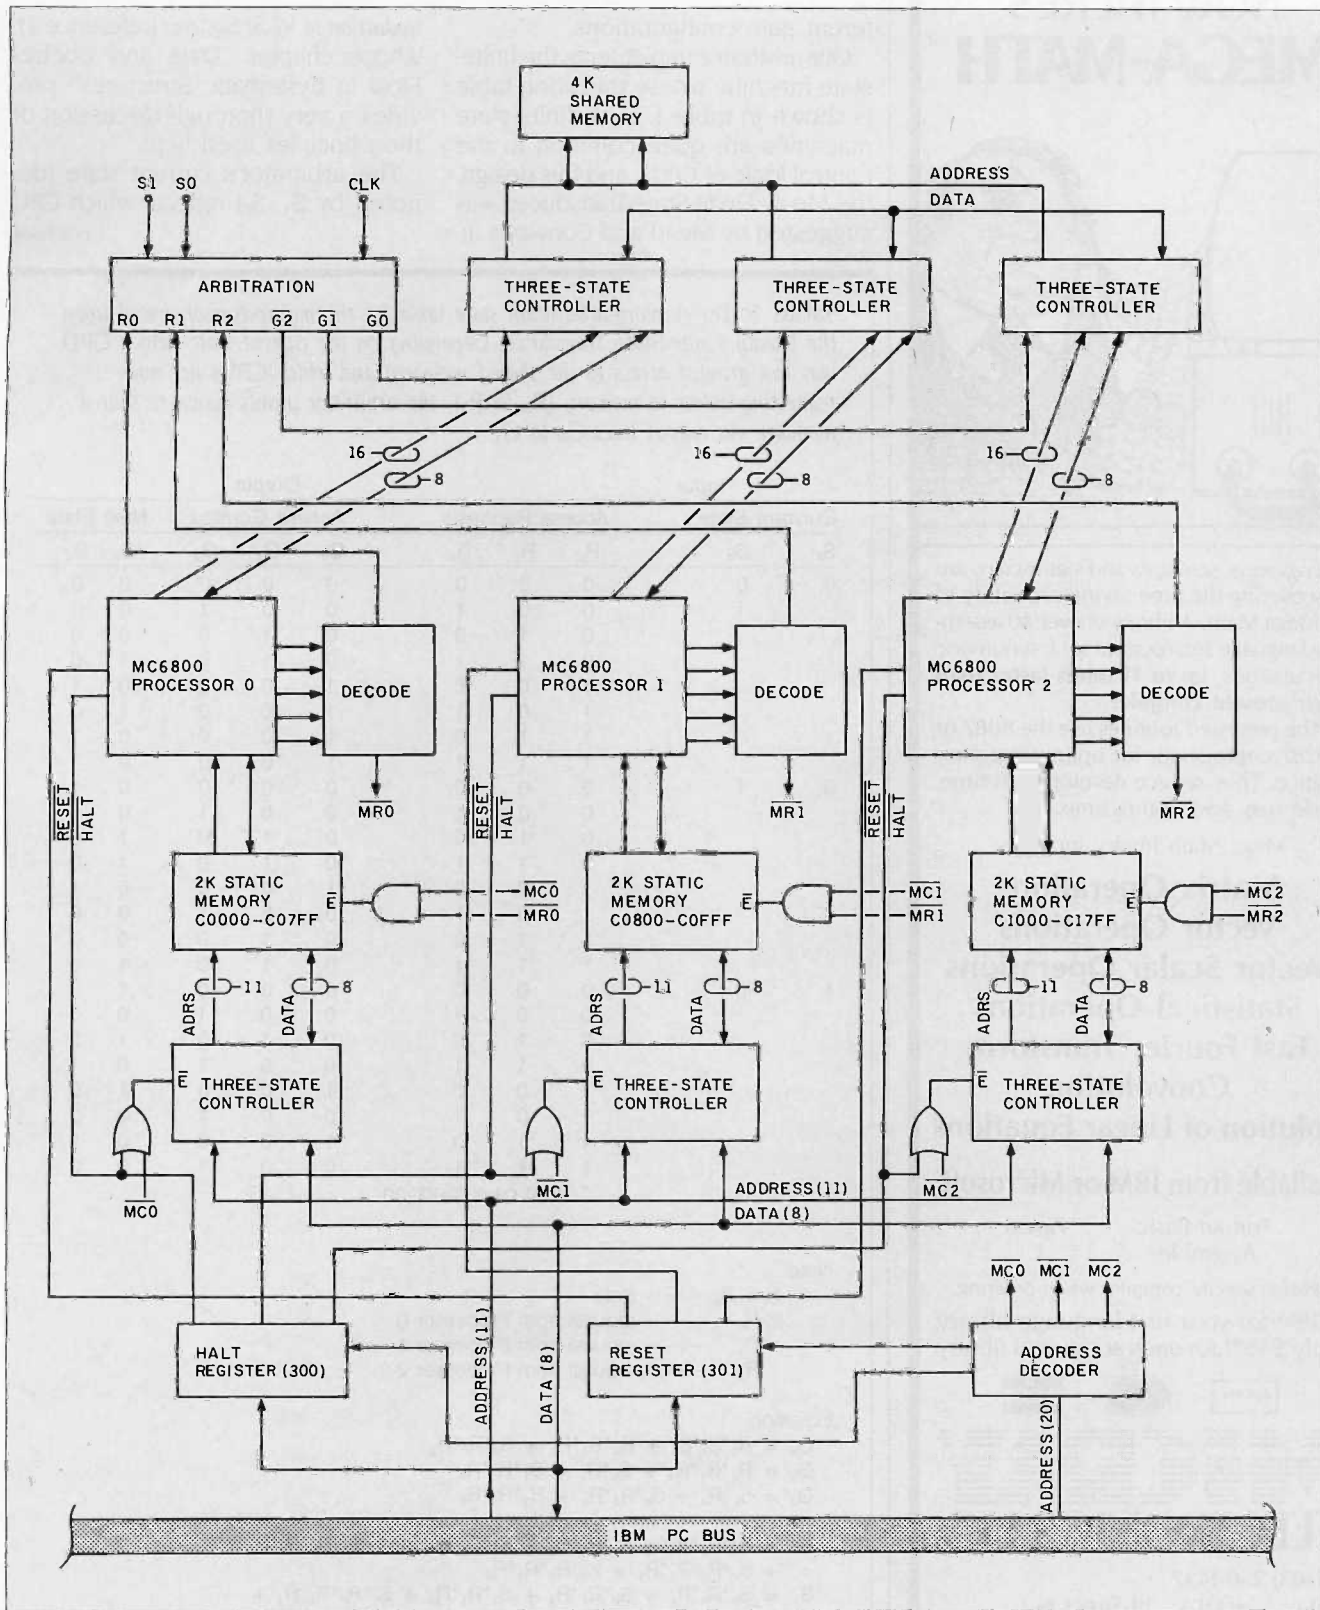 4K
SHARED
MEMORY
S1 S0 CLK
ADDRESS
DATA
ARBITRATION
R0 R1 R2 G2 G1 G0
THREE-STATE
CONTROLLER
THREE-STATE
CONTROLLER
THREE-STATE
CONTROLLER
16 8
16 8
16 8
MC6800
PROCESSOR 0
DECODE
MC6800
PROCESSOR 1
DECODE
MC6800
PROCESSOR 2
DECODE
RESET
HALT
RESET
HALT
RESET
HALT
MR0
MR1
MR2
2K STATIC
MEMORY
C0000-C07FF
E
MC0
MR0
2K STATIC
MEMORY
C0800-C0FFF
E
MC1
MR1
2K STATIC
MEMORY
C1000-C17FF
E
MC2
MR2
11 8
11 8
11 8
ADRS
DATA
ADRS
DATA
ADRS
DATA
E
THREE-STATE
CONTROLLER
E
THREE-STATE
CONTROLLER
E
THREE-STATE
CONTROLLER
MC0
MC1
MC2
ADDRESS(11)
DATA(8)
MC0 MC1 MC2
HALT
REGISTER(300)
ADDRESS(11)
DATA(8)
RESET
REGISTER(301)
ADDRESS
DECODER
ADDRESS(20)
IBM PC BUS